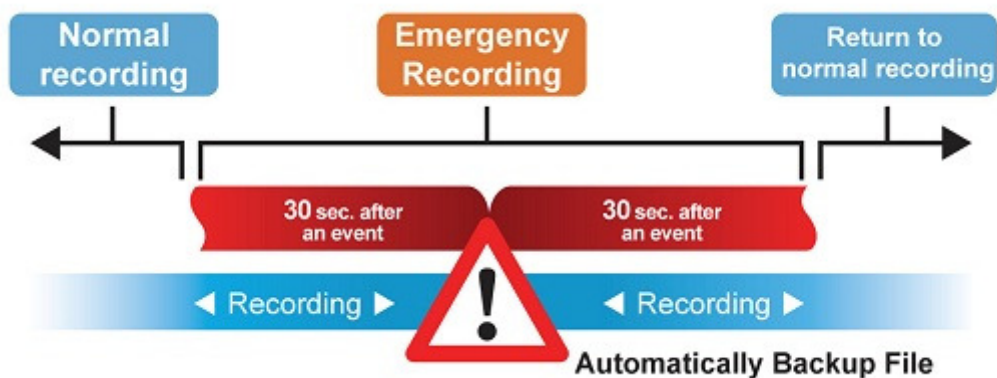 Normal
recording
Emergency
Recording
Return to
normal recording
30 sec. after
an event
30 sec. after
an event
◄ Recording ►
!
◄ Recording ►
Automatically Backup File